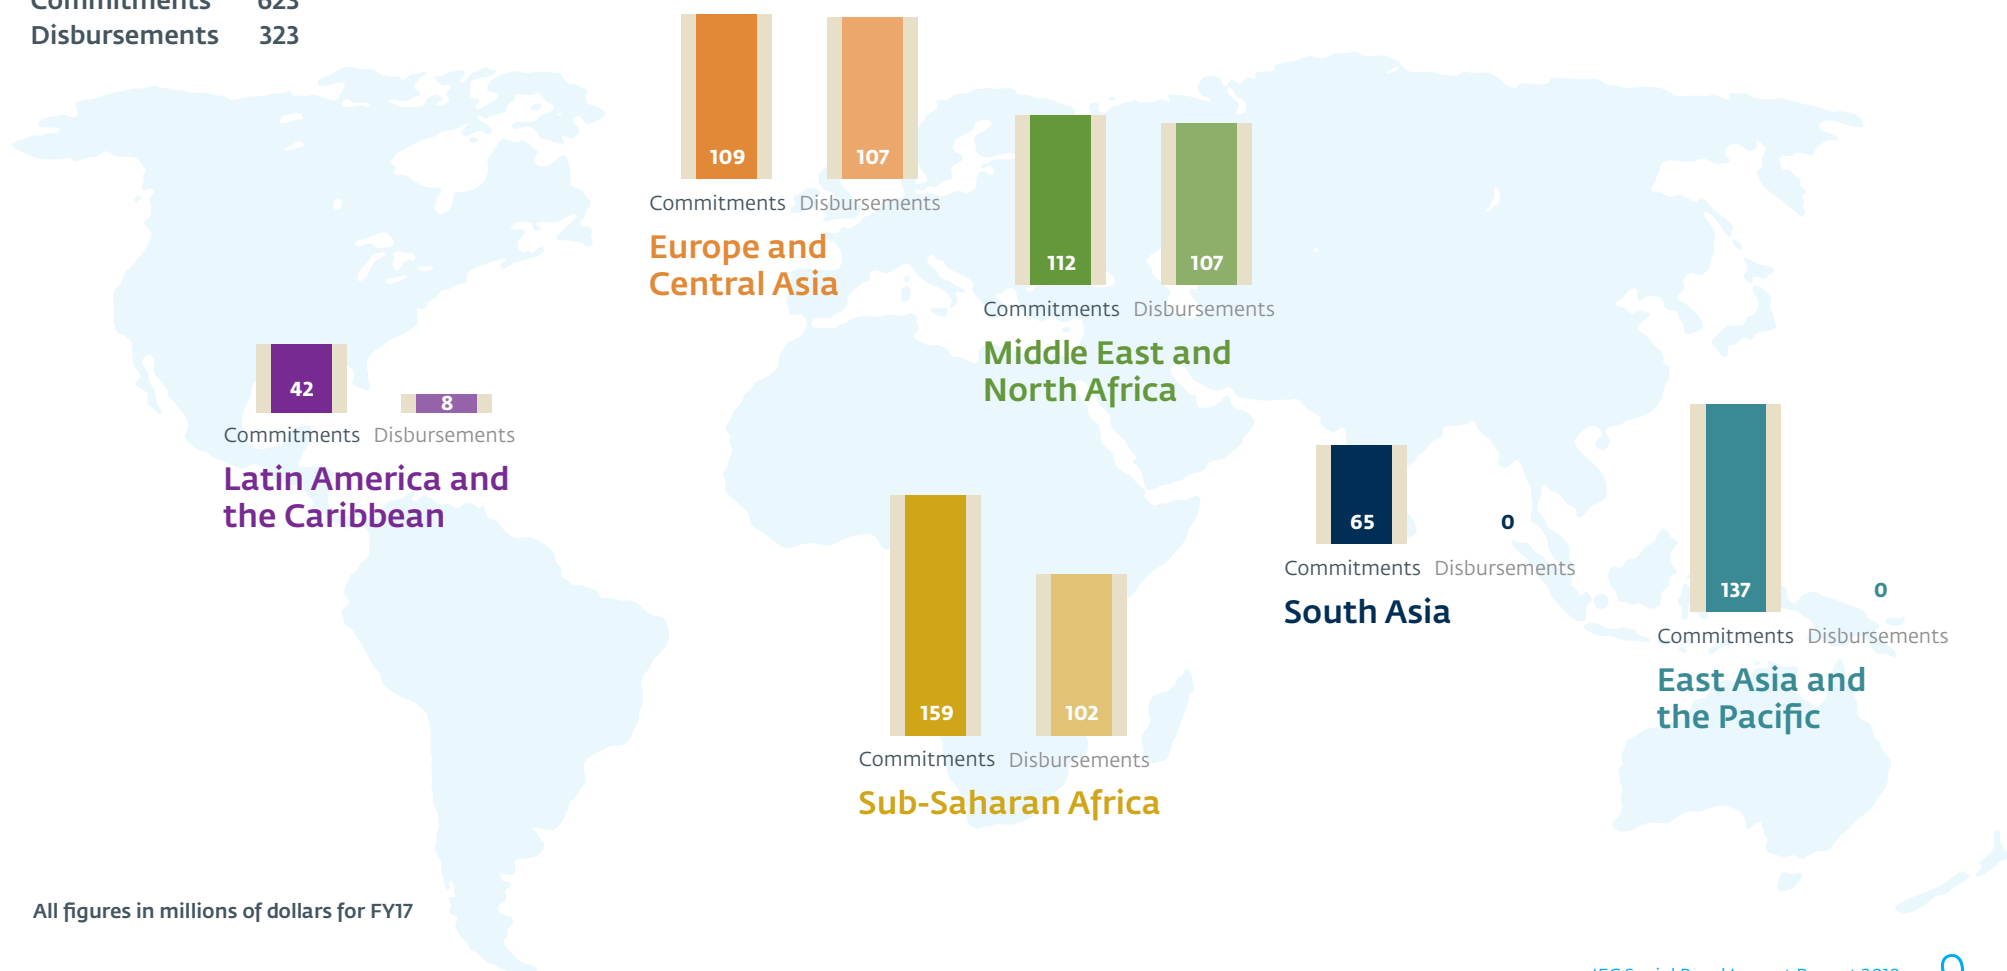 Commitments 623
Disbursements 323
109
107
Commitments Disbursements
Europe and
Central Asia
112
107
Commitments Disbursements
Middle East and
North Africa
42
8
Commitments Disbursements
Latin America and
the Caribbean
65
0
Commitments Disbursements
South Asia
137
0
Commitments Disbursements
East Asia and
the Pacific
159
102
Commitments Disbursements
Sub-Saharan Africa
All figures in millions of dollars for FY17